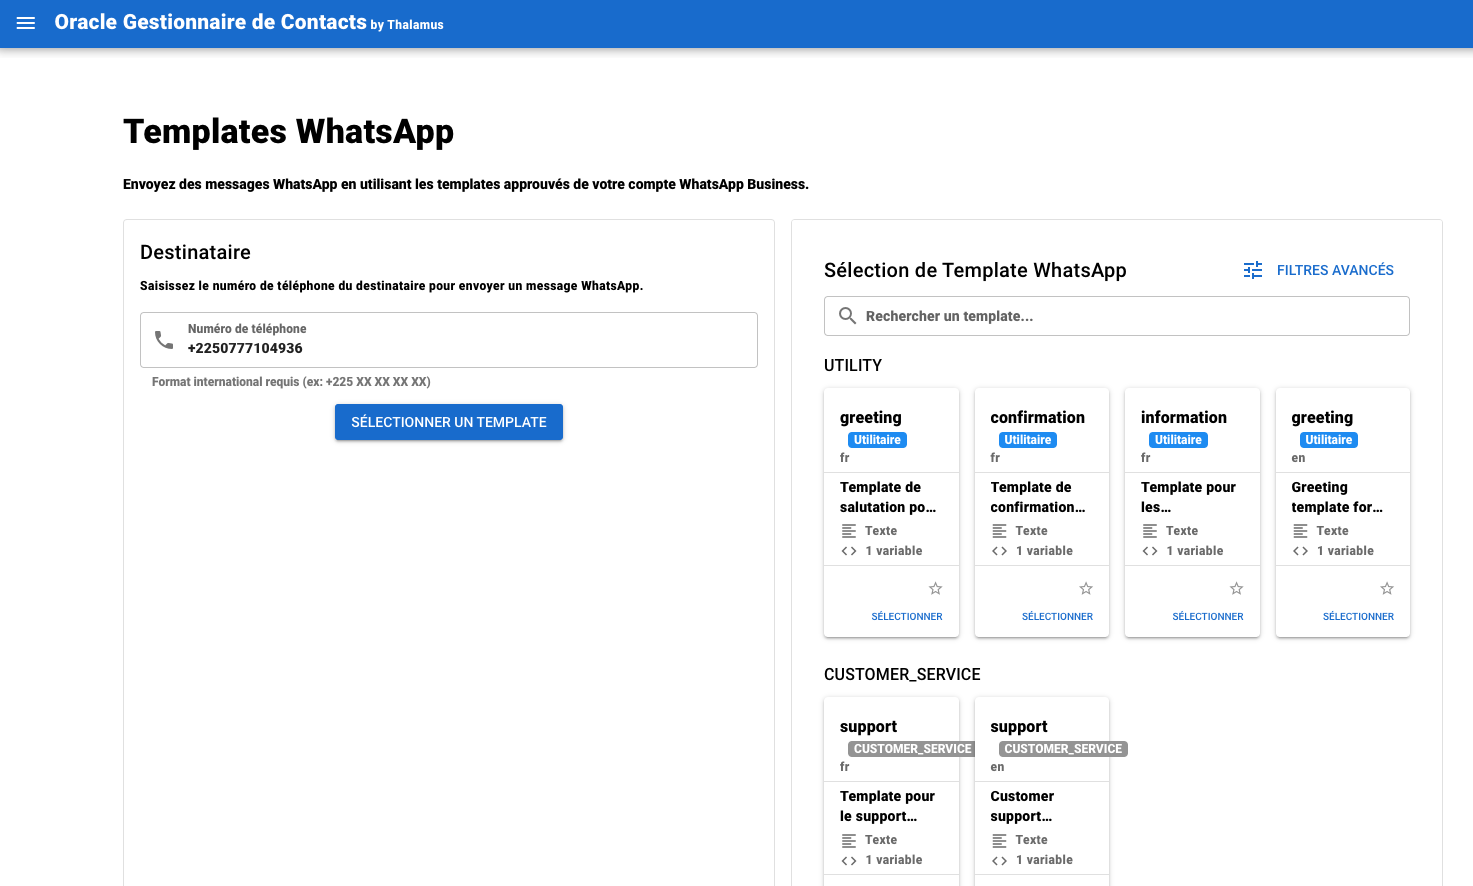 Oracle Gestionnaire de Contacts by Thalamus
Templates WhatsApp
Envoyez des messages WhatsApp en utilisant les templates approuvés de votre compte WhatsApp Business.
Destinataire
Saisissez le numéro de téléphone du destinataire pour envoyer un message WhatsApp.
Numéro de téléphone
+2250777104936
Format international requis (ex: +225 XX XX XX XX)
SÉLECTIONNER UN TEMPLATE
Sélection de Template WhatsApp
FILTRES AVANCÉS
Rechercher un template...
UTILITY
greeting
Utilitaire
fr
Template de
salutation po…
Texte
1 variable
SÉLECTIONNER
confirmation
Utilitaire
fr
Template de
confirmation…
Texte
1 variable
SÉLECTIONNER
information
Utilitaire
fr
Template pour
les…
Texte
1 variable
SÉLECTIONNER
greeting
Utilitaire
en
Greeting
template for…
Texte
1 variable
SÉLECTIONNER
CUSTOMER_SERVICE
support
CUSTOMER_SERVICE
fr
Template pour
le support…
Texte
1 variable
support
CUSTOMER_SERVICE
en
Customer
support…
Texte
1 variable